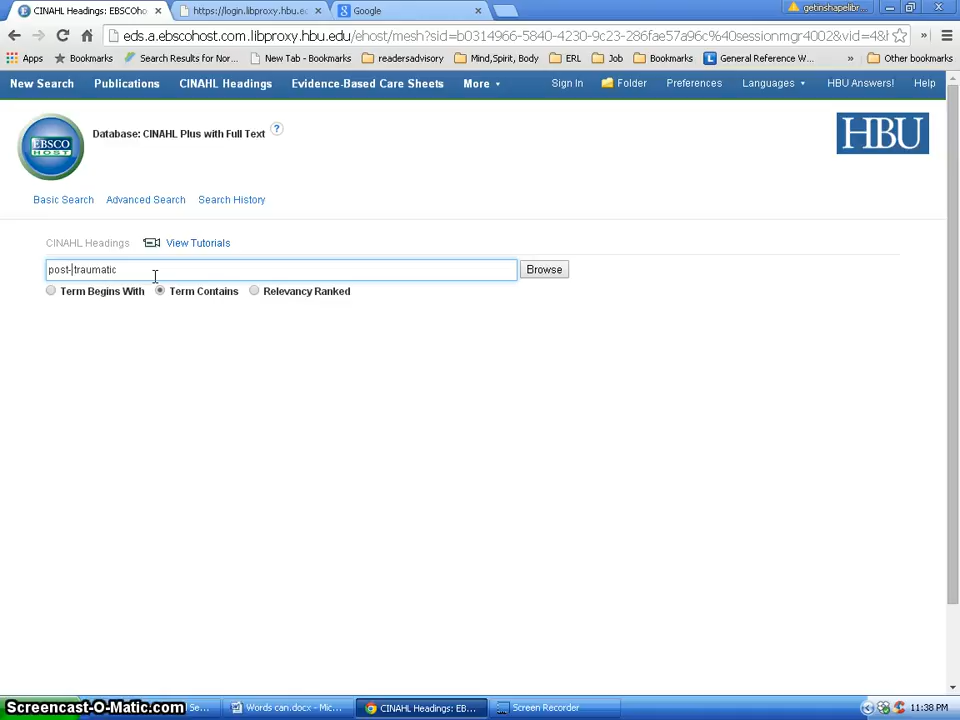 CINAHL Headings: EBSCOho
https://login.libproxy.hbu.e
Google
getinshapelibr...
eds.a.ebscohost.com.libproxy.hbu.edu/ehost/mesh?sid=b0314966-5840-4230-9c23-286fae57a96c%40sessionmgr4002&vid=4&
Apps
Bookmarks
Search Results for Nor...
New Tab - Bookmarks
readersadvisory
Mind,Spirit, Body
ERL
Job
Bookmarks
General Reference W...
»
Other bookmarks
New Search
Publications
CINAHL Headings
Evidence-Based Care Sheets
More
Sign In
Folder
Preferences
Languages
HBU Answers!
Help
EBSCO
HOST
Database: CINAHL Plus with Full Text
?
HBU
Basic Search
Advanced Search
Search History
CINAHL Headings
View Tutorials
post-traumatic
Browse
Term Begins With
Term Contains
Relevancy Ranked
Screencast-O-Matic.com
Se...
Words can.docx - Mic...
CINAHL Headings: EB...
Screen Recorder
11:38 PM